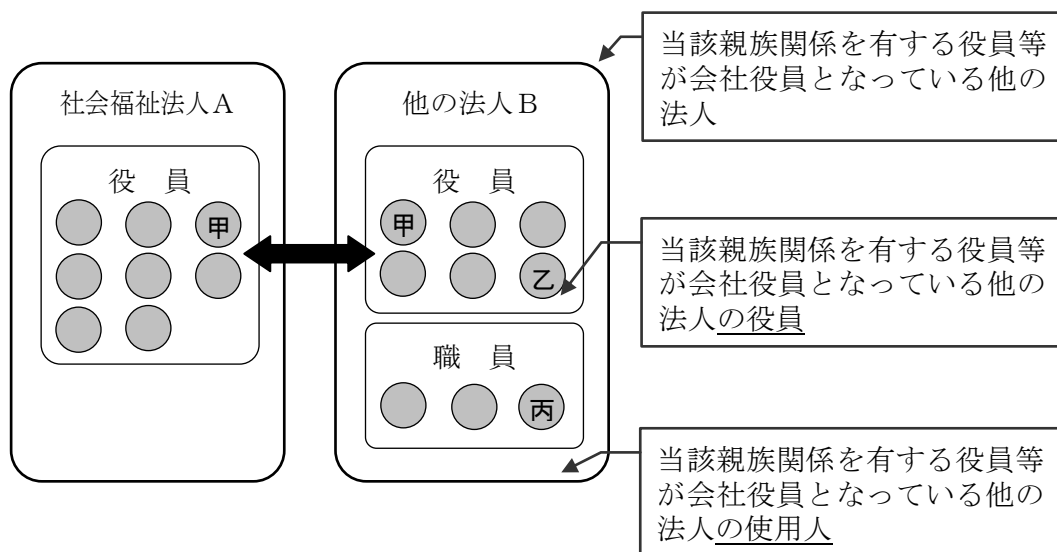 社会福祉法人A
役　員
甲
他の法人B
役　員
甲
乙
職　員
丙
当該親族関係を有する役員等
が会社役員となっている他の
法人
当該親族関係を有する役員等
が会社役員となっている他の
法人の役員
当該親族関係を有する役員等
が会社役員となっている他の
法人の使用人